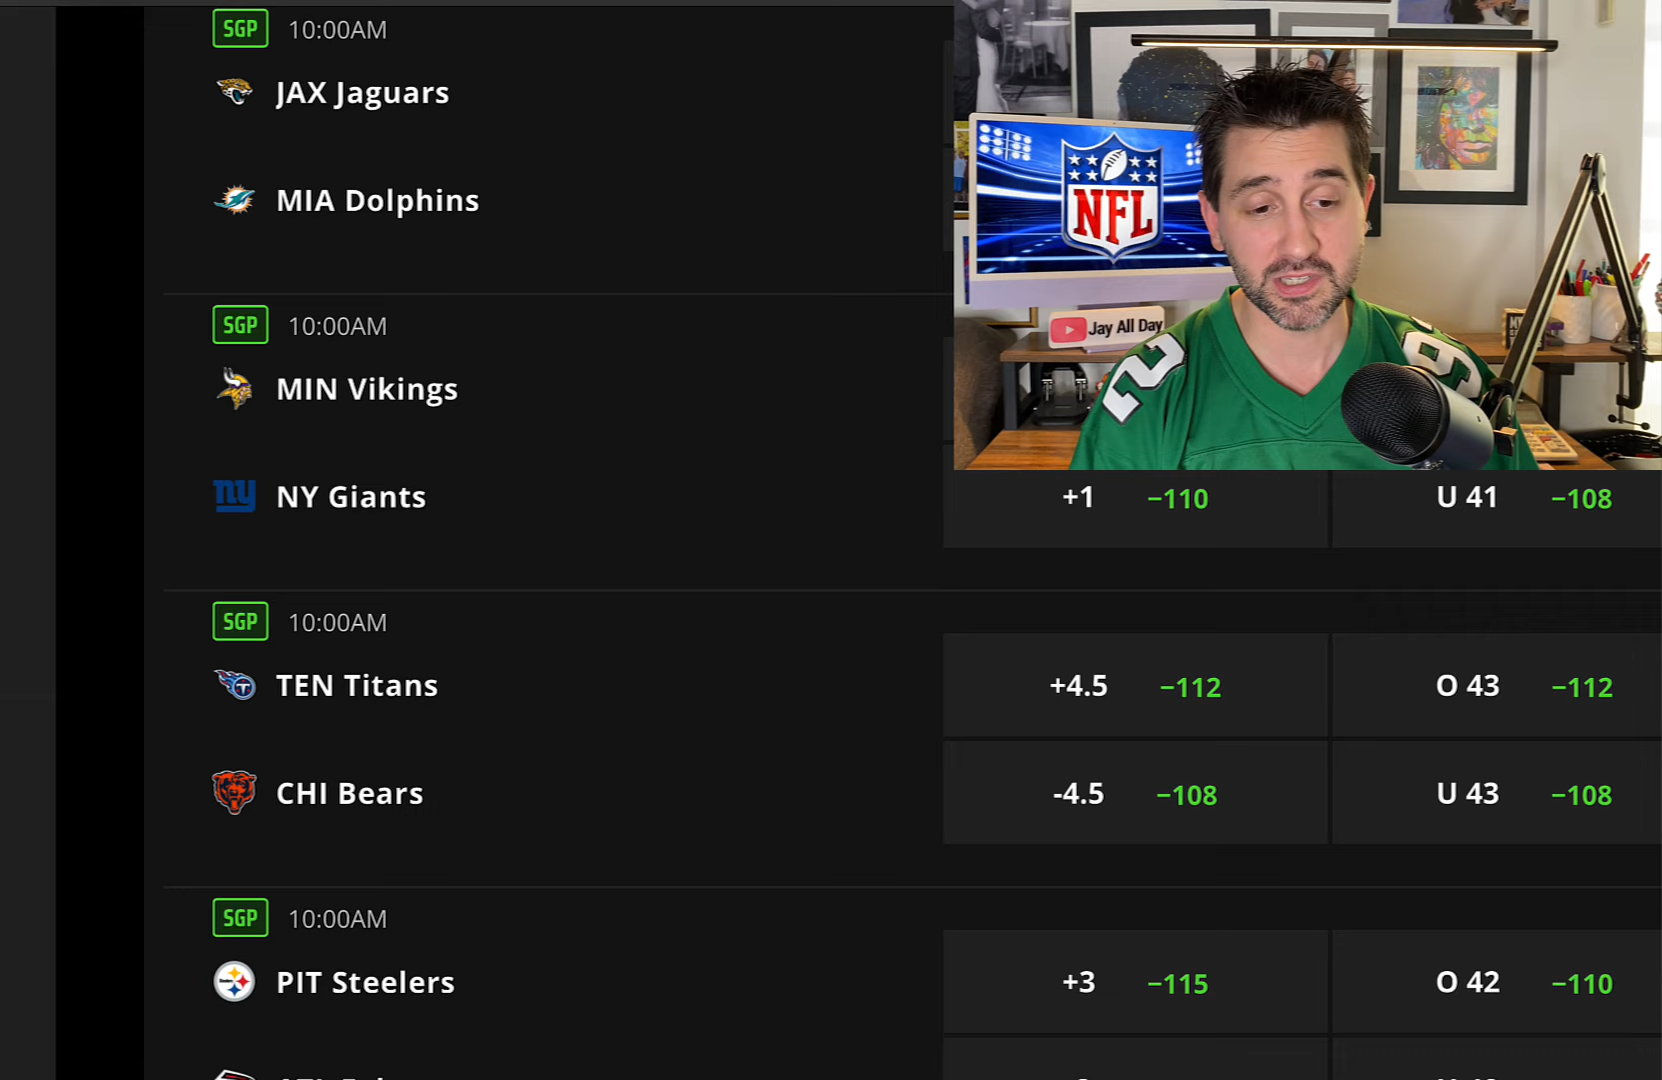 SGP 10:00AM
JAX Jaguars
MIA Dolphins
NFL
Jay All Day
SGP 10:00AM
MIN Vikings
NY Giants +1 −110 U 41 −108
ny
SGP 10:00AM
TEN Titans +4.5 −112 O 43 −112
CHI Bears -4.5 −108 U 43 −108
SGP 10:00AM
PIT Steelers +3 −115 O 42 −110